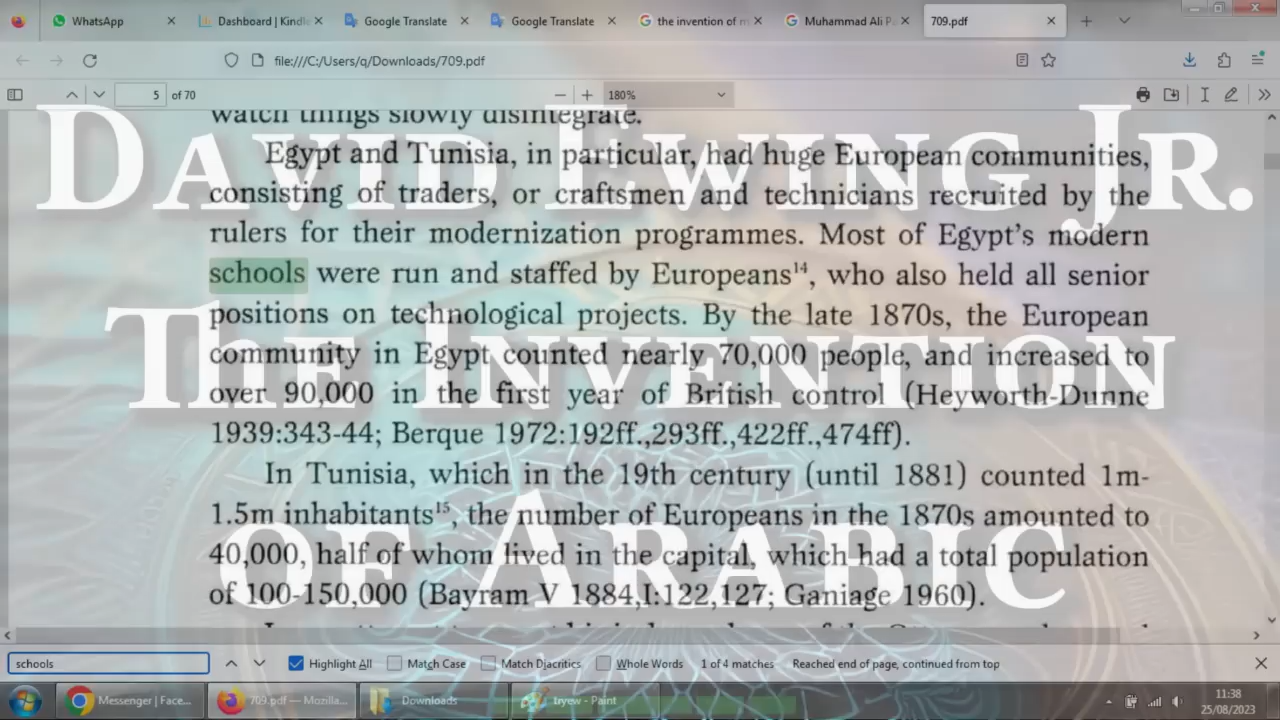 WhatsApp
Dashboard | Kindle
Google Translate
Google Translate
the invention of m
Muhammad Ali Pa
709.pdf
file:///C:/Users/q/Downloads/709.pdf
5 of 70
180%
watch things slowly disintegrate.
DAVID EWING JR.
Egypt and Tunisia, in particular, had huge European communities,
consisting of traders, or craftsmen and technicians recruited by the
rulers for their modernization programmes. Most of Egypt's modern
schools were run and staffed by Europeans¹⁴, who also held all senior
positions on technological projects. By the late 1870s, the European
THE INVENTION
community in Egypt counted nearly 70,000 people, and increased to
over 90,000 in the first year of British control (Heyworth-Dunne
1939:343-44; Berque 1972:192ff.,293ff.,422ff.,474ff).
In Tunisia, which in the 19th century (until 1881) counted 1m-
1.5m inhabitants¹⁵, the number of Europeans in the 1870s amounted to
OF ARABIC
40,000, half of whom lived in the capital, which had a total population
of 100-150,000 (Bayram V 1884,I:122,127; Ganiage 1960).
schools
Highlight All
Match Case
Match Diacritics
Whole Words
1 of 4 matches
Reached end of page, continued from top
Messenger | Face...
709.pdf — Mozilla...
Downloads
tryew - Paint
11:38
25/08/2023